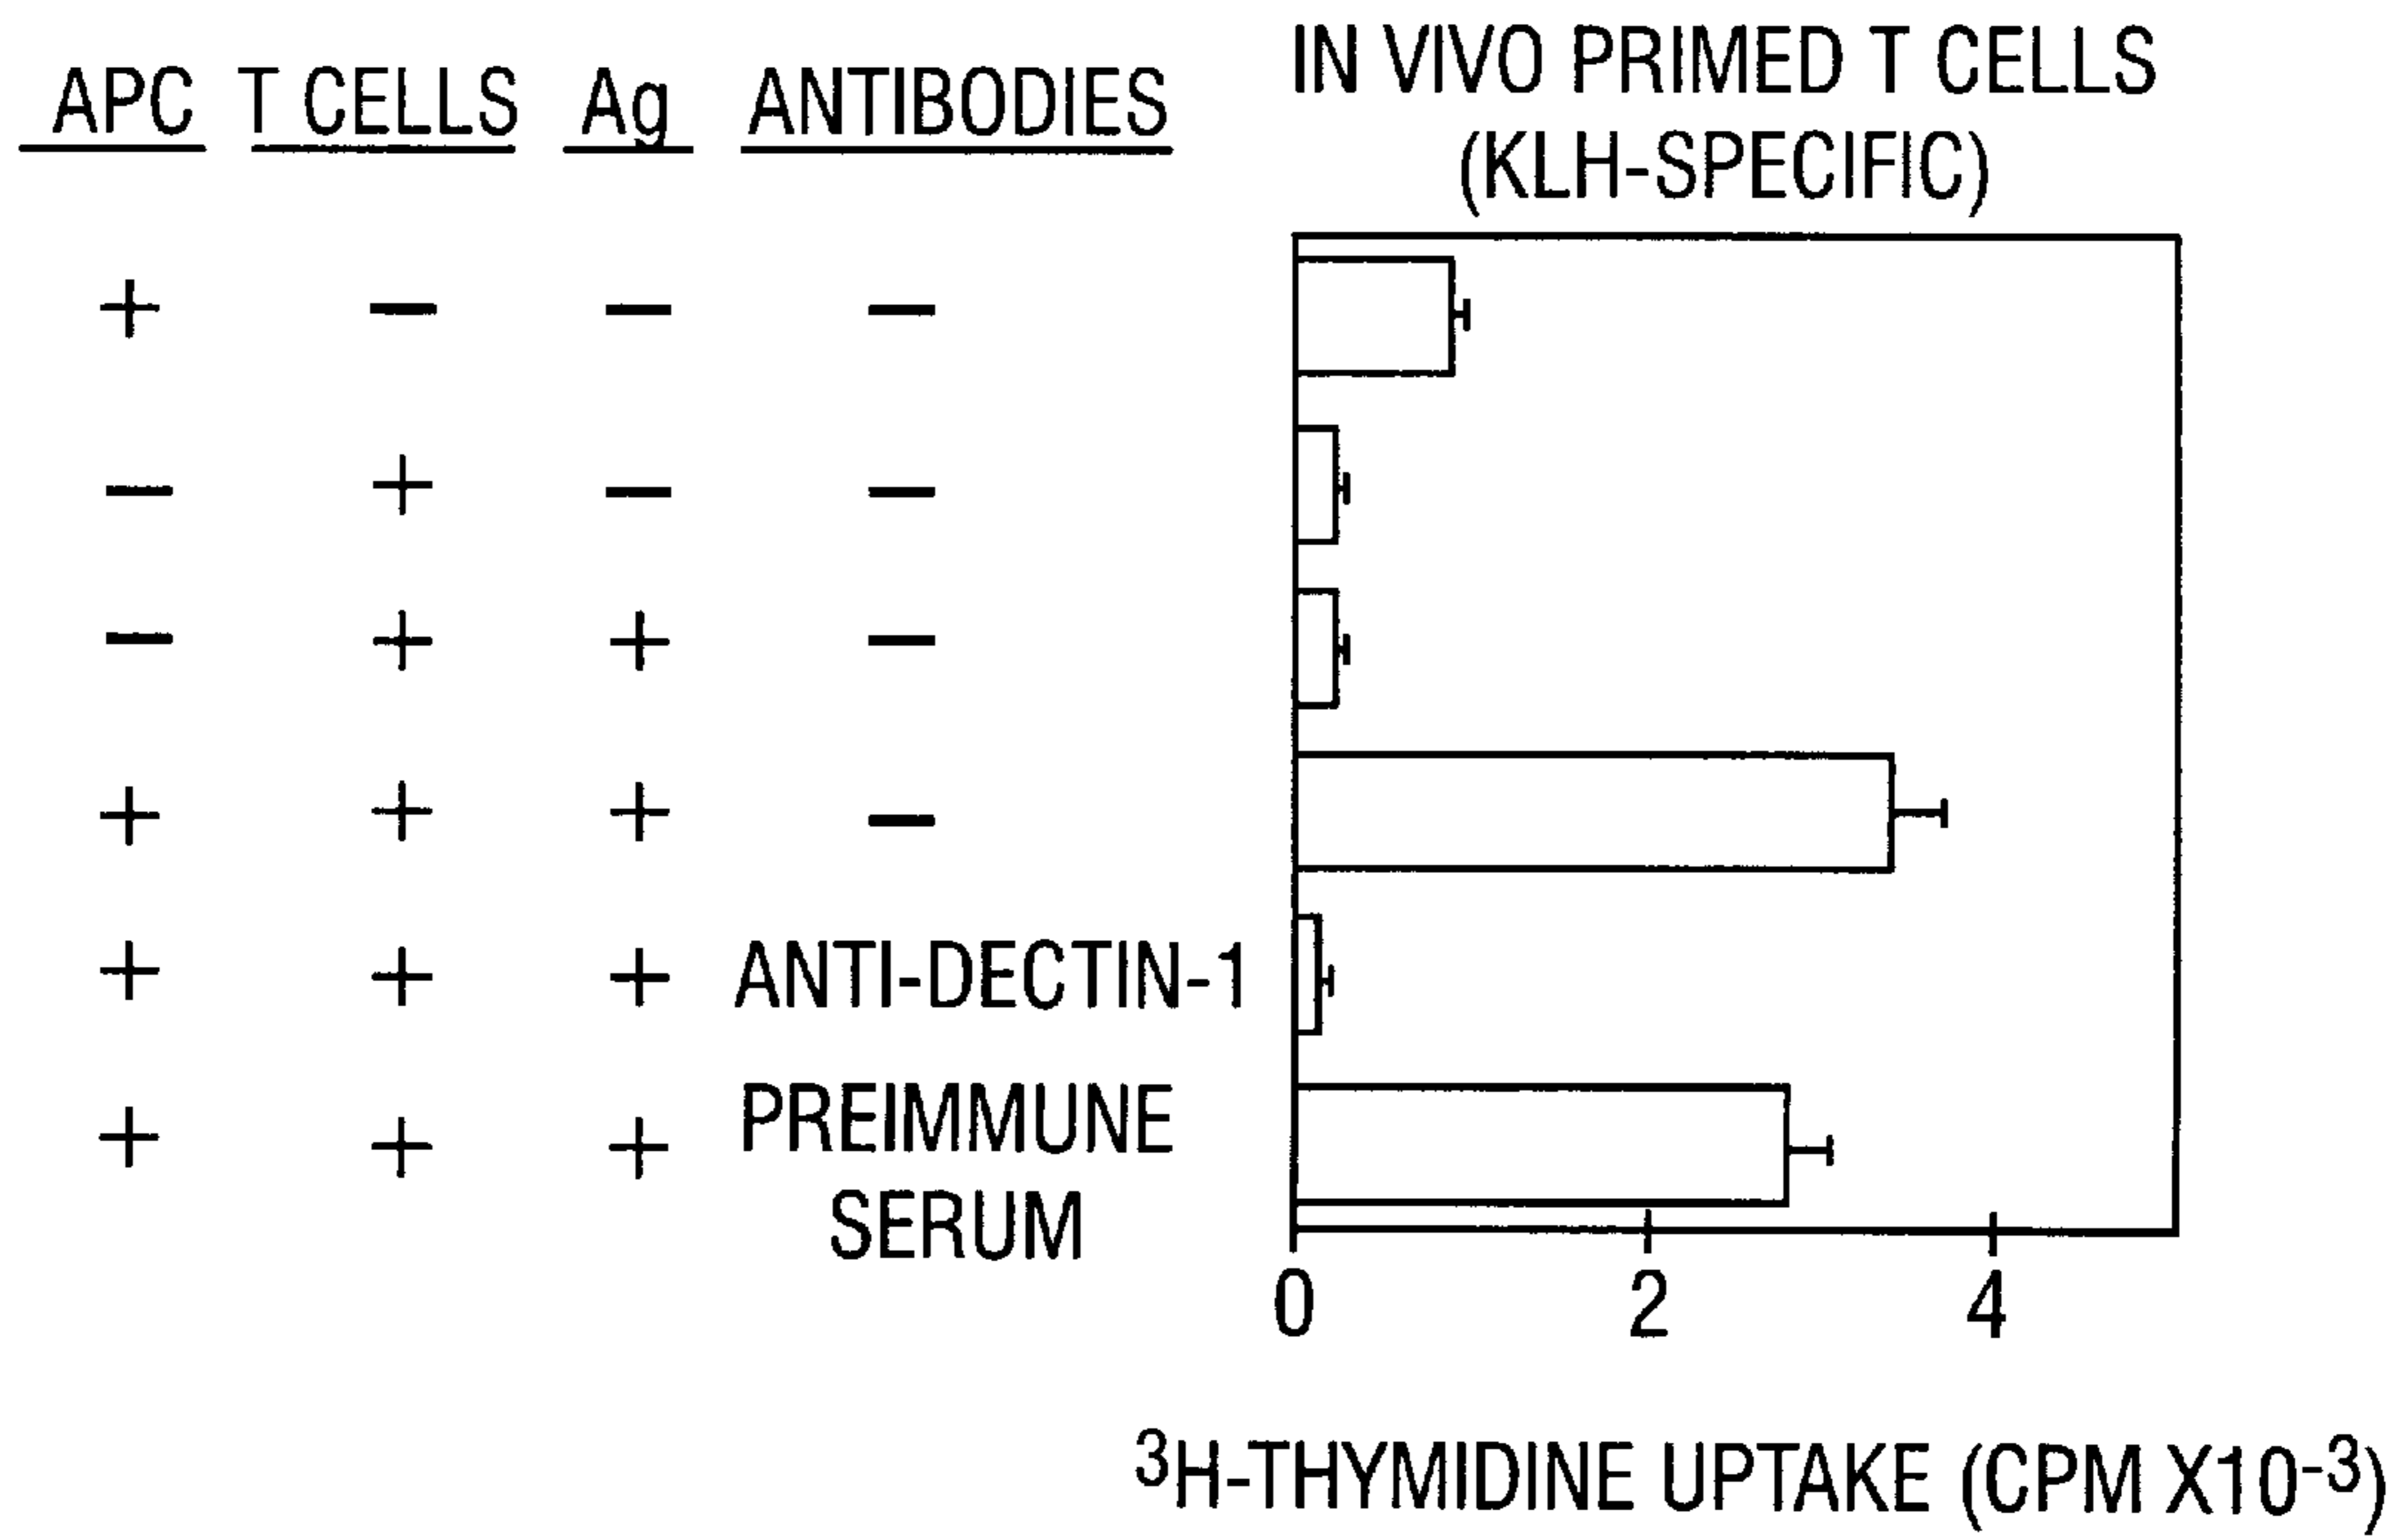 APC T CELLS Ag ANTIBODIES
IN VIVO PRIMED T CELLS
(KLH-SPECIFIC)
+ − − −
− + − −
− + + −
+ + + −
+ + + ANTI-DECTIN-1
+ + + PREIMMUNE
SERUM
0 2 4
³H-THYMIDINE UPTAKE (CPM X10⁻³)